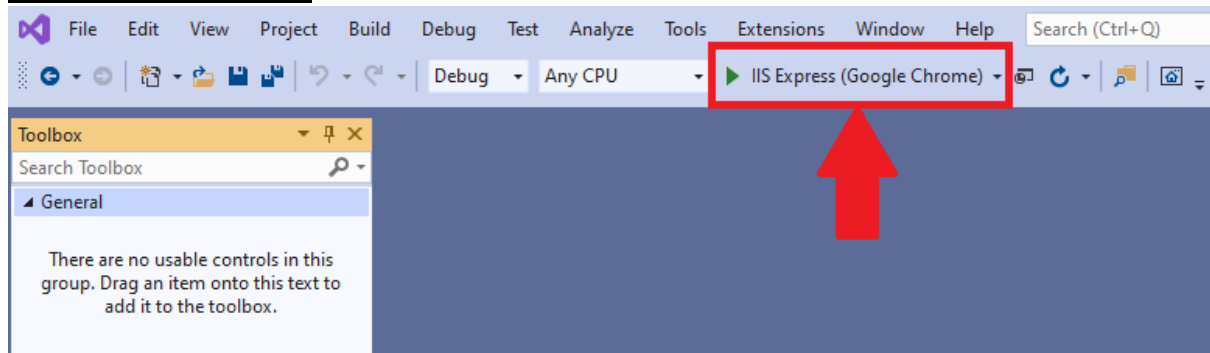 File Edit View Project Build Debug Test Analyze Tools Extensions Window Help Search (Ctrl+Q)
Debug Any CPU IIS Express (Google Chrome)
Toolbox
Search Toolbox
General
There are no usable controls in this
group. Drag an item onto this text to
add it to the toolbox.